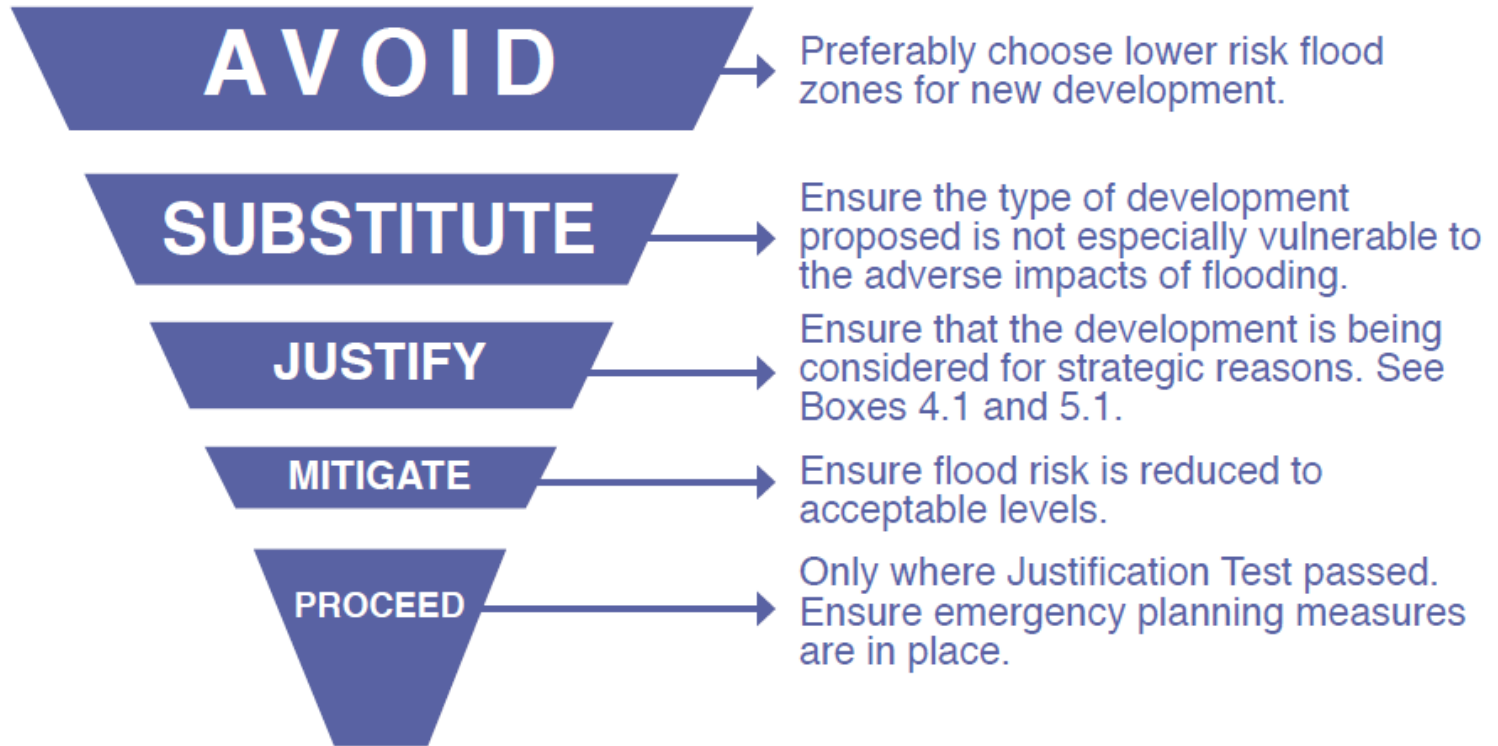 AVOID
Preferably choose lower risk flood
zones for new development.
SUBSTITUTE
Ensure the type of development
proposed is not especially vulnerable to
the adverse impacts of flooding.
JUSTIFY
Ensure that the development is being
considered for strategic reasons. See
Boxes 4.1 and 5.1.
MITIGATE
Ensure flood risk is reduced to
acceptable levels.
PROCEED
Only where Justification Test passed.
Ensure emergency planning measures
are in place.